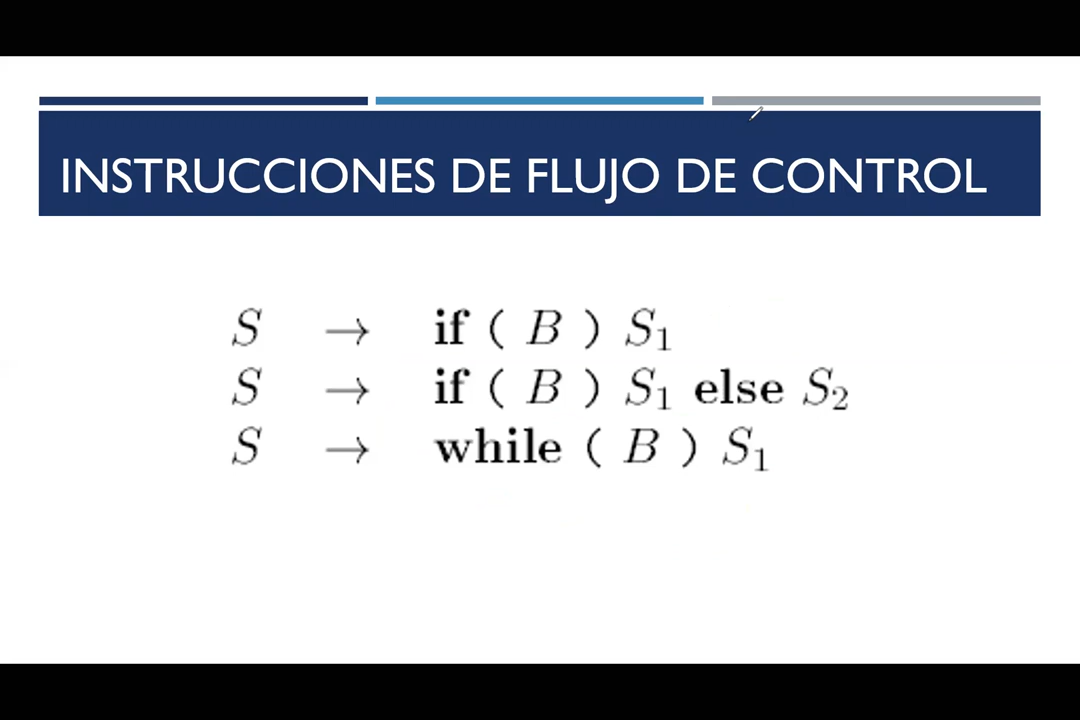 INSTRUCCIONES DE FLUJO DE CONTROL
S → if ( B ) S₁
S → if ( B ) S₁ else S₂
S → while ( B ) S₁